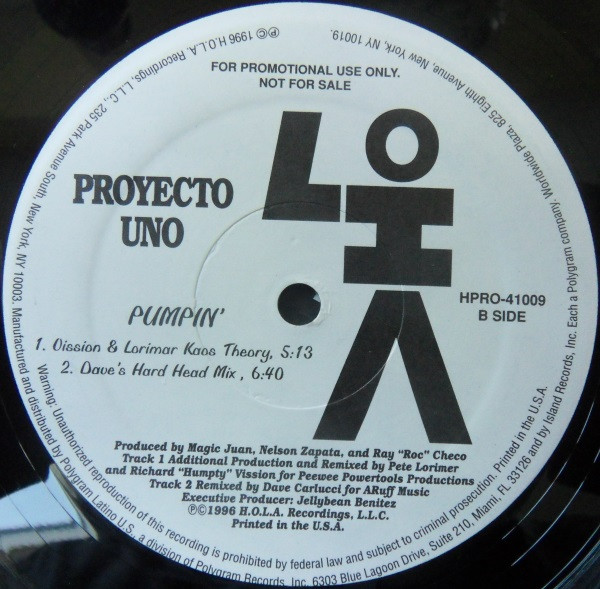 ℗© 1996 H.O.L.A. Recordings, L.L.C., 235 Park Avenue South, New York, NY 10003. Manufactured and distributed by Polygram Latino U.S., a division of Polygram Records, Inc. 6303 Blue Lagoon Drive, Suite 210, Miami, FL 33126 and by Island Records, Inc. Each a Polygram company. Worldwide Plaza, 825 Eighth Avenue, New York, NY 10019.
FOR PROMOTIONAL USE ONLY.
NOT FOR SALE
L O
H
A
PROYECTO
UNO
HPRO-41009
B SIDE
PUMPIN'
1. Oission & Lorimar Kaos Theory, 5:13
2. Dave's Hard Head Mix, 6:40
Produced by Magic Juan, Nelson Zapata, and Ray "Roc" Checo
Track 1 Additional Production and Remixed by Pete Lorimer
and Richard "Humpty" Vission for Peewee Powertools Productions
Track 2 Remixed by Dave Carlucci for ARuff Music
Executive Producer: Jellybean Benitez
℗©1996 H.O.L.A. Recordings, L.L.C.
Printed in the U.S.A.
Warning: Unauthorized reproduction of this recording is prohibited by federal law and subject to criminal prosecution. Printed in the U.S.A.